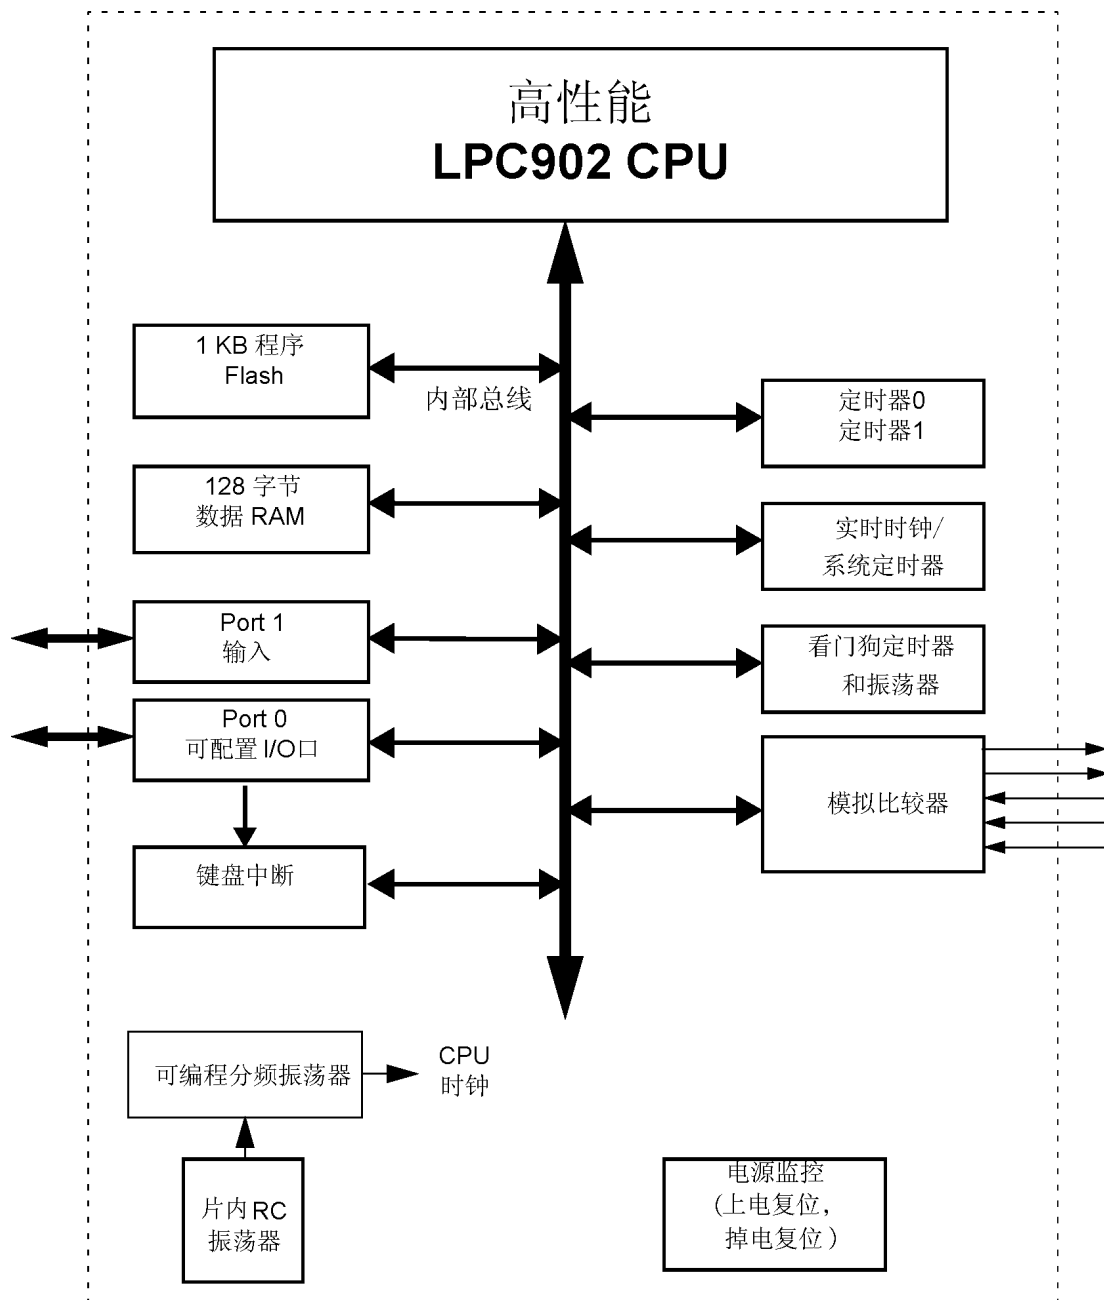 高性能
LPC902 CPU
1 KB 程序
Flash
内部总线
定时器0
定时器1
128 字节
数据 RAM
实时时钟/
系统定时器
Port 1
输入
看门狗定时器
和振荡器
Port 0
可配置 I/O口
模拟比较器
键盘中断
可编程分频振荡器
CPU
时钟
片内 RC
振荡器
电源监控
(上电复位，
掉电复位）